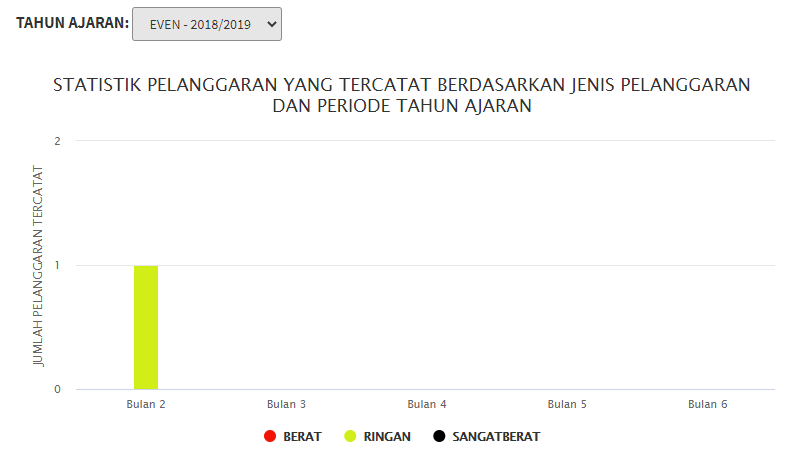 TAHUN AJARAN: EVEN - 2018/2019
STATISTIK PELANGGARAN YANG TERCATAT BERDASARKAN JENIS PELANGGARAN
DAN PERIODE TAHUN AJARAN
JUMLAH PELANGGARAN TERCATAT
2
1
0
Bulan 2 Bulan 3 Bulan 4 Bulan 5 Bulan 6
BERAT RINGAN SANGATBERAT